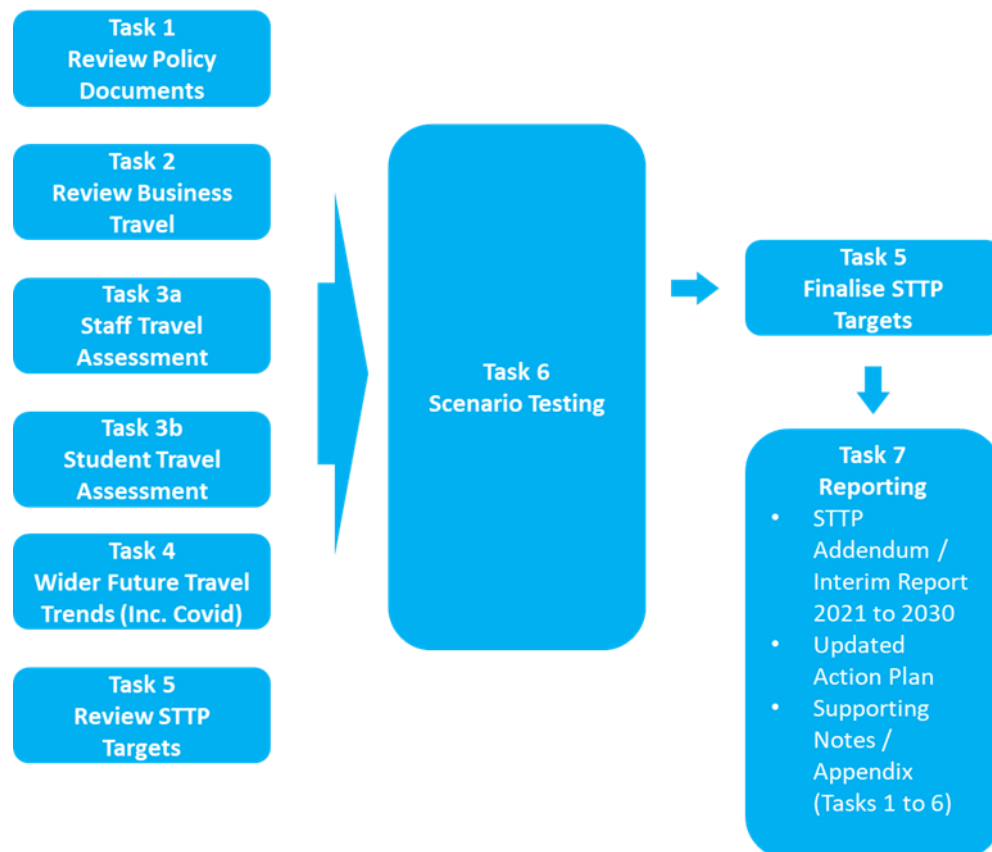 Task 1
Review Policy
Documents
Task 2
Review Business
Travel
Task 3a
Staff Travel
Assessment
Task 3b
Student Travel
Assessment
Task 4
Wider Future Travel
Trends (Inc. Covid)
Task 5
Review STTP
Targets
Task 6
Scenario Testing
Task 5
Finalise STTP
Targets
Task 7
Reporting
• STTP
Addendum /
Interim Report
2021 to 2030
• Updated
Action Plan
• Supporting
Notes /
Appendix
(Tasks 1 to 6)